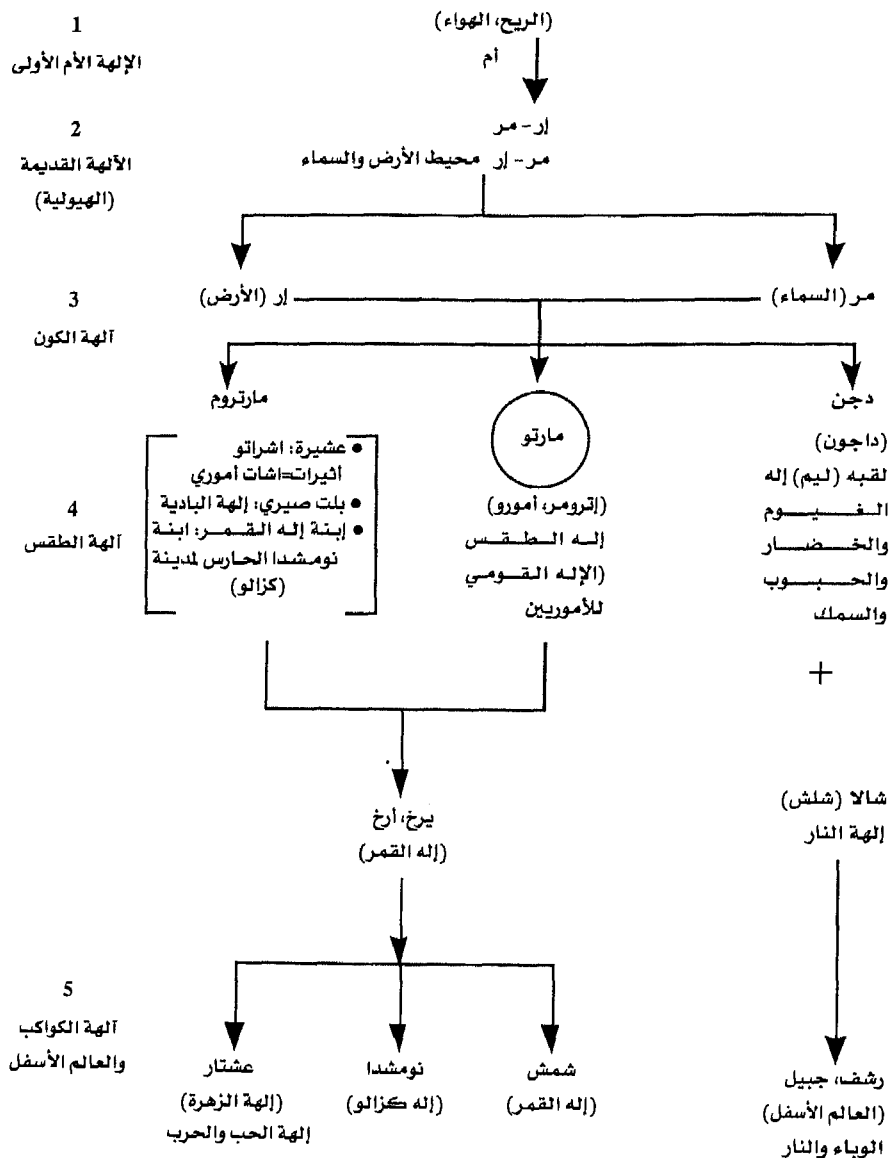 1
الإلهة الأم الأولى
(الريح، الهواء)
أم
2
الآلهة القديمة
(الهيولية)
إر - مر
مر - إر محيط الأرض والسماء
3
آلهة الكون
مر (السماء)
إر (الأرض)
4
آلهة الطقس
دجن
(داجون)
لقبه (ليم) إله
الغيوم
والخضار
والحبوب
والسمك
+
شالا (شلش)
إلهة النار
مارتو
(إترومر، أمورو)
إله الطقس
(الإله القومي
للأموريين
مارتروم
● عشيرة: اشراتو
أثيرات=اشات أموري
● بلت صيري: إلهة البادية
● إبنة إله القمر: ابنة
نومشدا الحارس لمدينة
(كزالو)
يرخ، ارخ
(إله القمر)
5
آلهة الكواكب
والعالم الأسفل
رشف، جبيل
(العالم الأسفل)
الوباء والنار
شمش
(إله القمر)
نومشدا
(إله كزالو)
عشتار
(إلهة الزهرة)
إلهة الحب والحرب